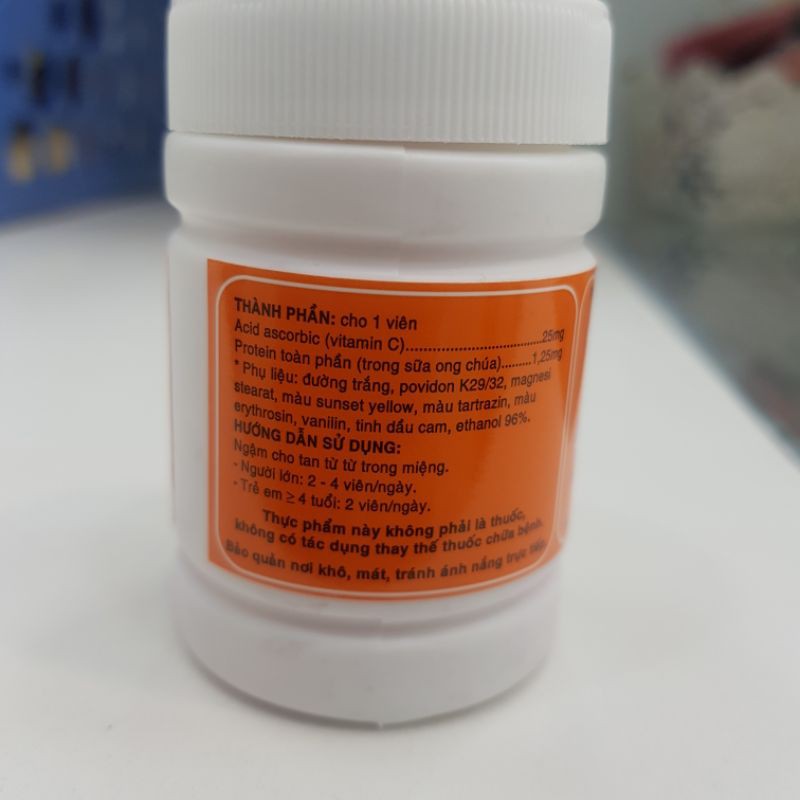 THÀNH PHẦN: cho 1 viên
Acid ascorbic (vitamin C)....................................25mg
Protein toàn phần (trong sữa ong chúa).........1,25mg
* Phụ liệu: đường trắng, povidon K29/32, magnesi
stearat, màu sunset yellow, màu tartrazin, màu
erythrosin, vanilin, tinh dầu cam, ethanol 96%.
HƯỚNG DẪN SỬ DỤNG:
Ngậm cho tan từ từ trong miệng.
- Người lớn: 2 - 4 viên/ngày.
- Trẻ em ≥ 4 tuổi: 2 viên/ngày.
Thực phẩm này không phải là thuốc,
không có tác dụng thay thế thuốc chữa bệnh.
Bảo quản nơi khô, mát, tránh ánh nắng trực tiếp.